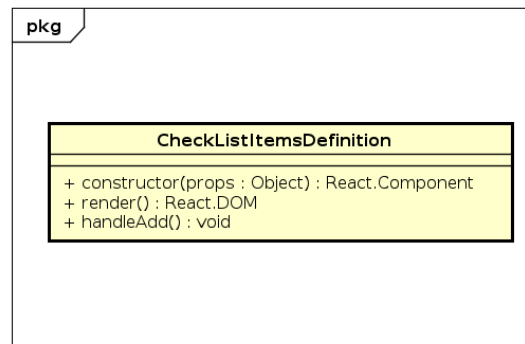 pkg
CheckListItemsDefinition
+ constructor(props : Object) : React.Component
+ render() : React.DOM
+ handleAdd() : void